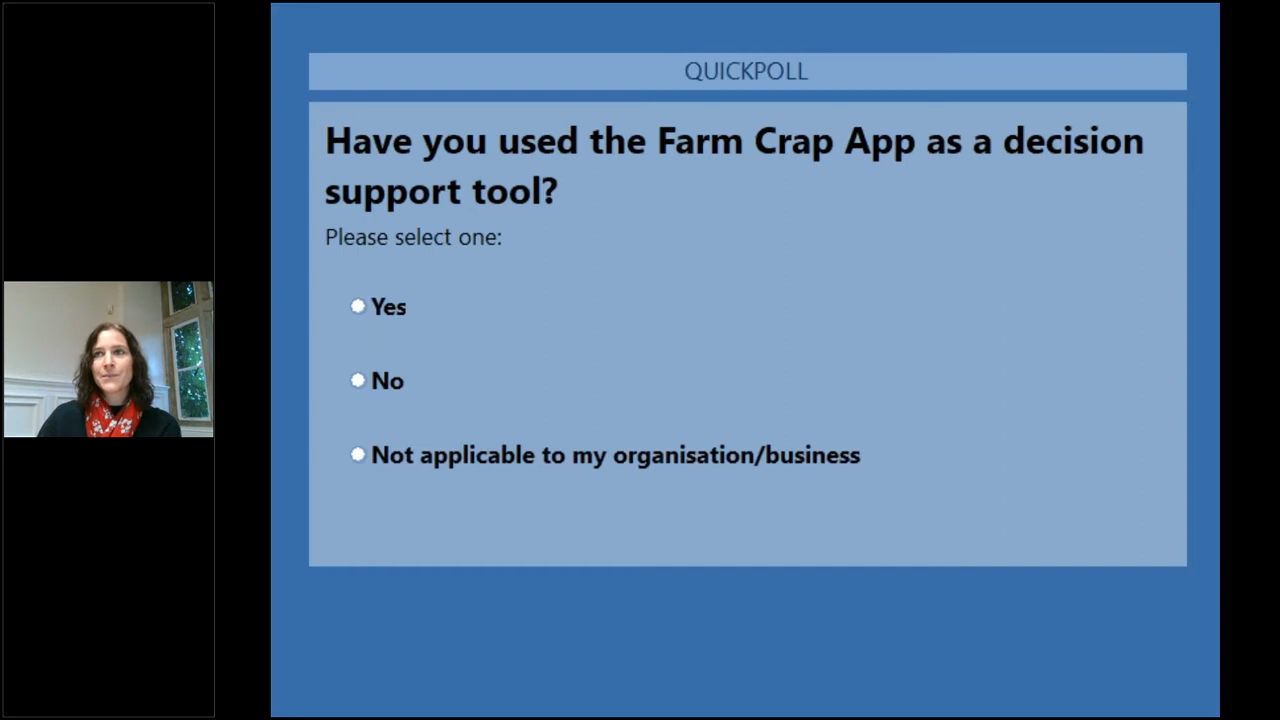 QUICKPOLL
Have you used the Farm Crap App as a decision
support tool?
Please select one:
Yes
No
Not applicable to my organisation/business